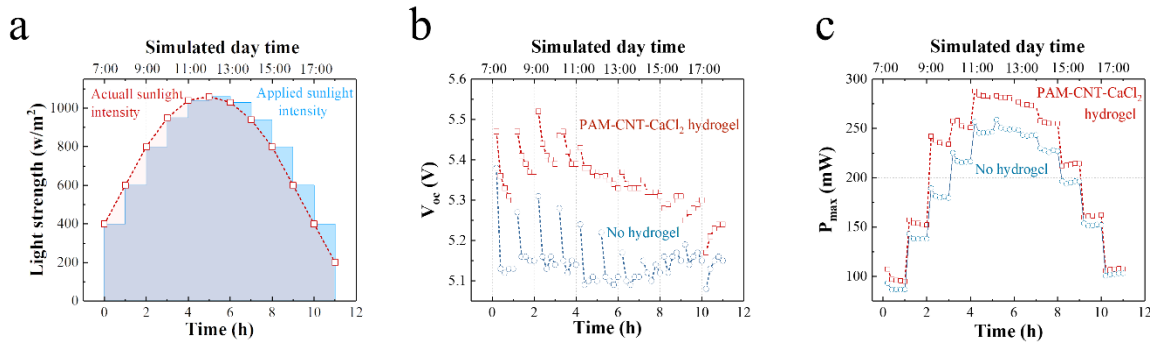 a
Simulated day time
7:00 9:00 11:00 13:00 15:00 17:00
Actuall sunlight
intensity
Applied sunlight
intensity
Light strength (w/m²)
1000
800
600
400
200
0
0 2 4 6 8 10 12
Time (h)
b
Simulated day time
7:00 9:00 11:00 13:00 15:00 17:00
PAM-CNT-CaCl₂ hydrogel
No hydrogel
Voc (V)
5.6
5.5
5.4
5.3
5.2
5.1
0 1 2 3 4 5 6 7 8 9 10 11 12
Time (h)
c
Simulated day time
7:00 9:00 11:00 13:00 15:00 17:00
PAM-CNT-CaCl₂
hydrogel
No hydrogel
Pmax (mW)
300
250
200
150
100
0 2 4 6 8 10 12
Time (h)